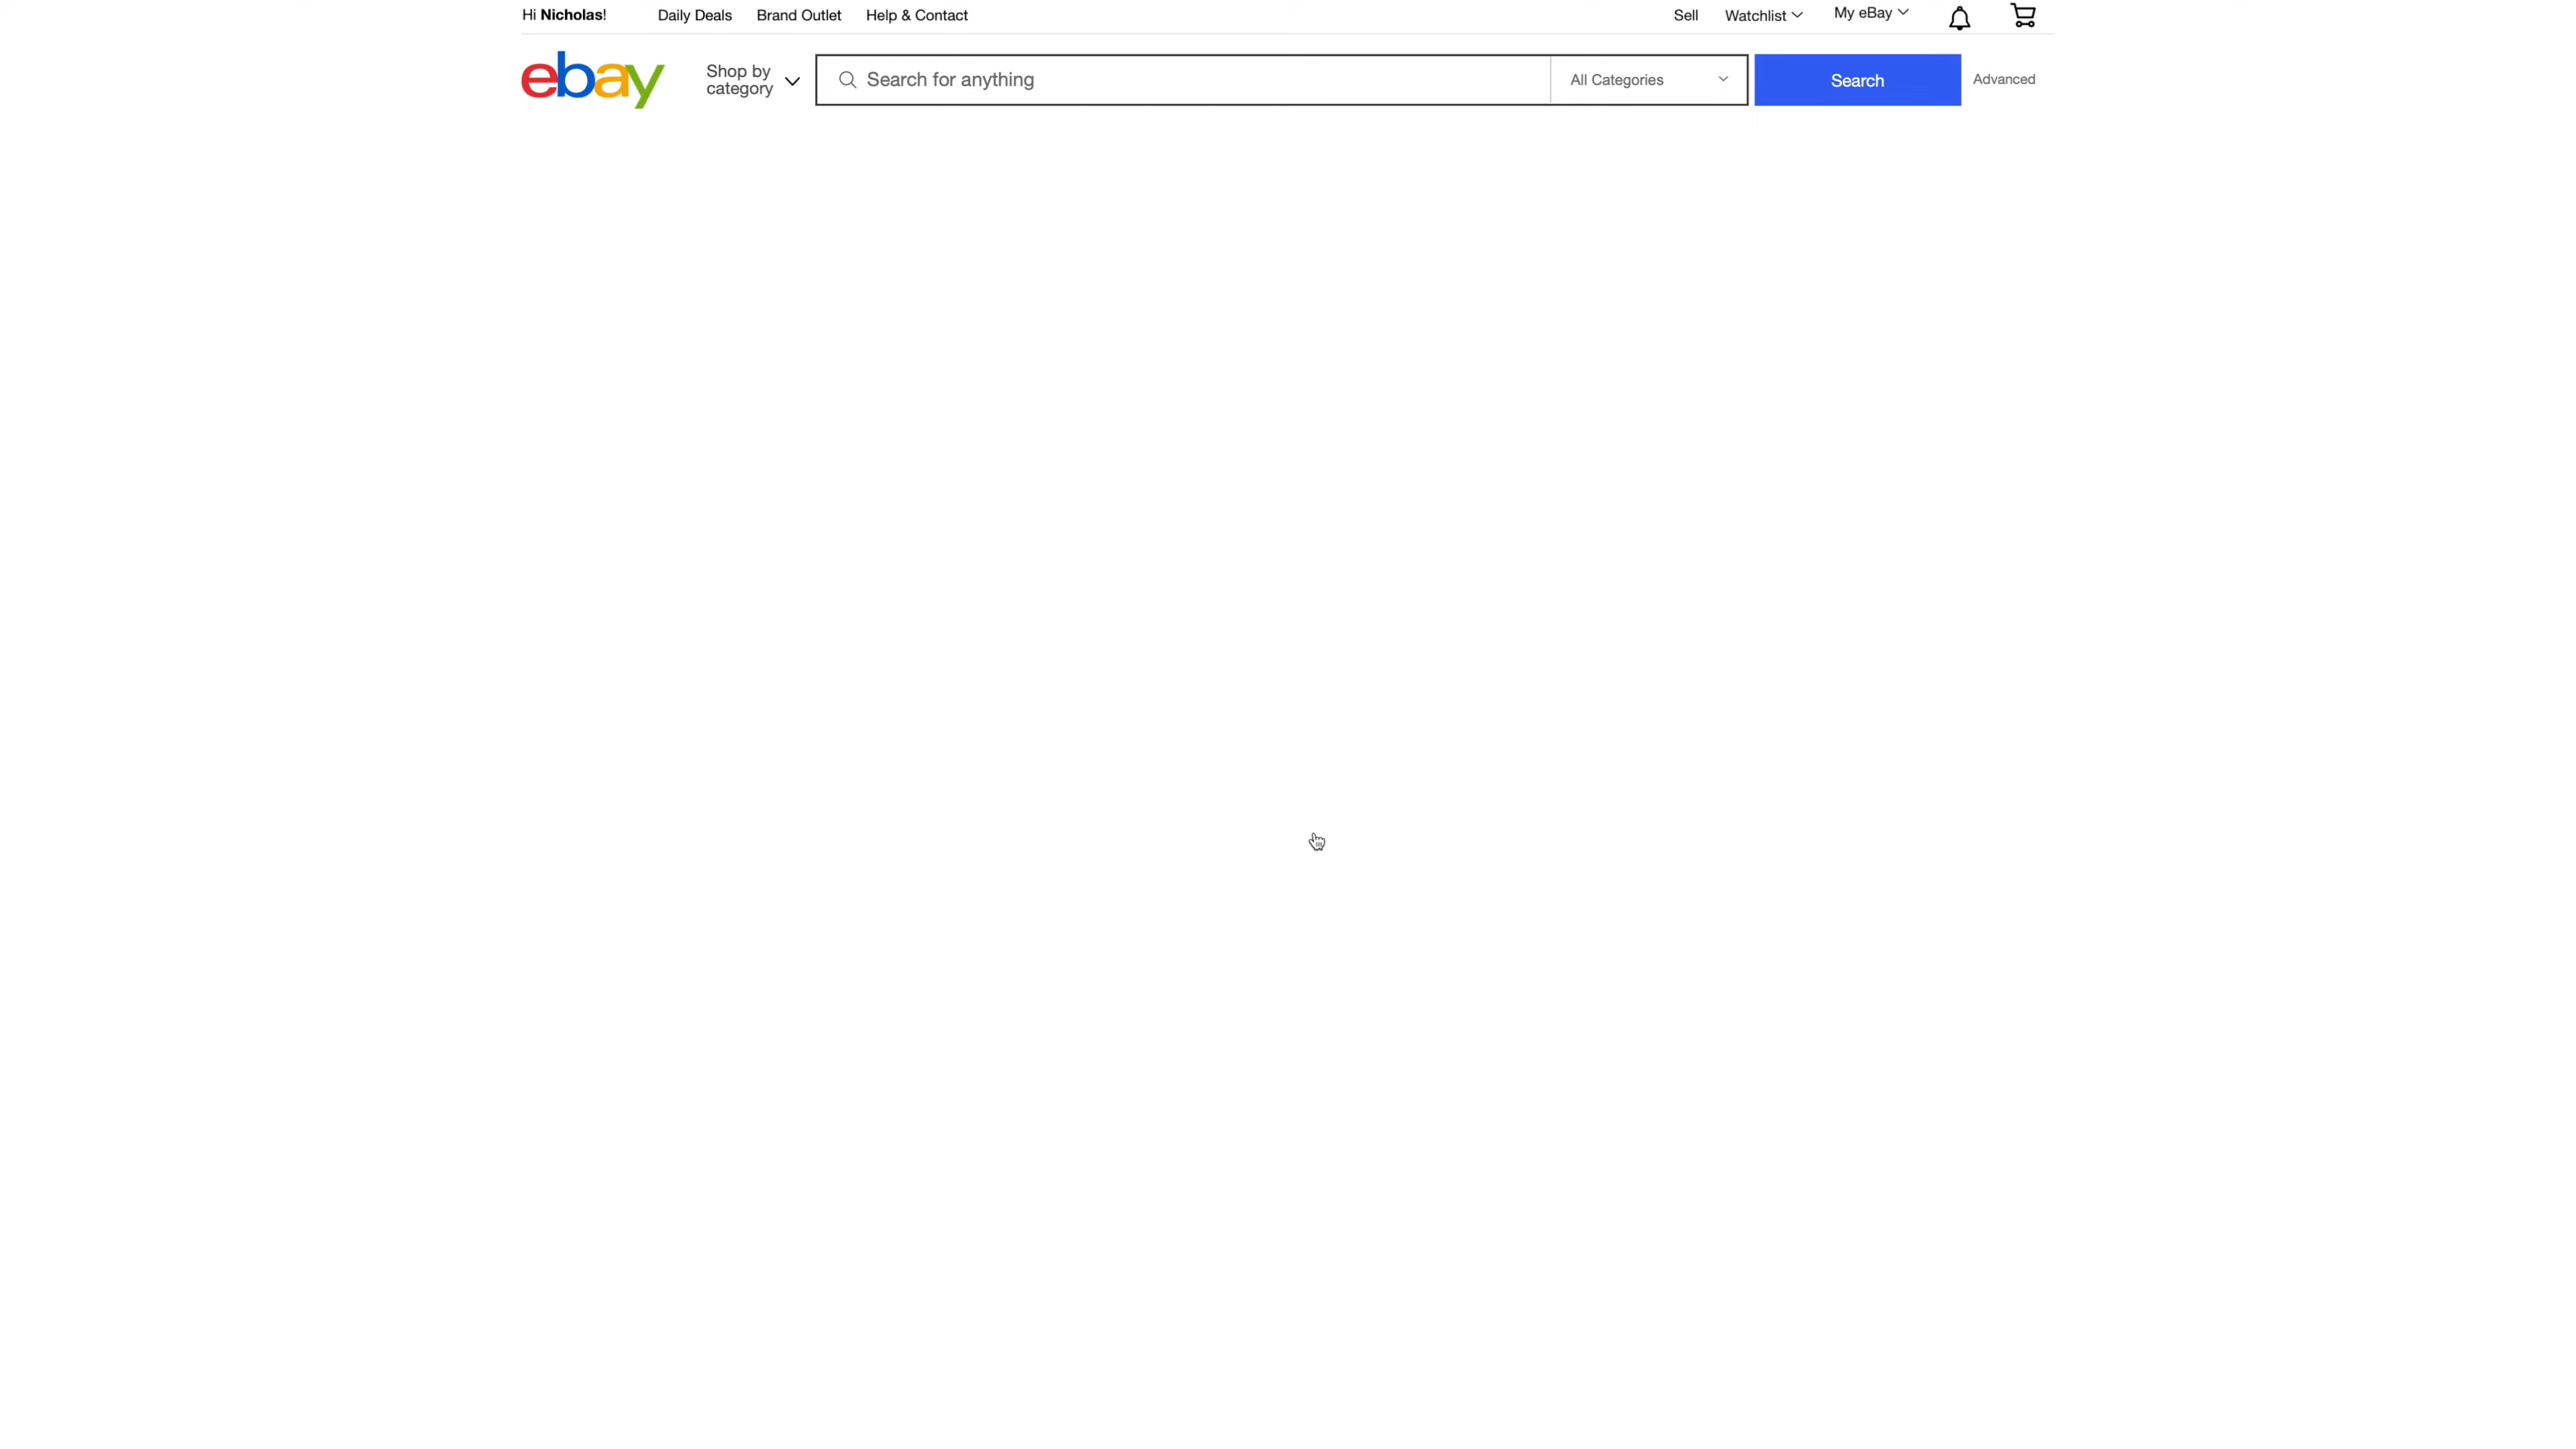 Hi Nicholas! Daily Deals Brand Outlet Help & Contact Sell Watchlist My eBay
ebay
Shop by
category
Search for anything All Categories Search Advanced